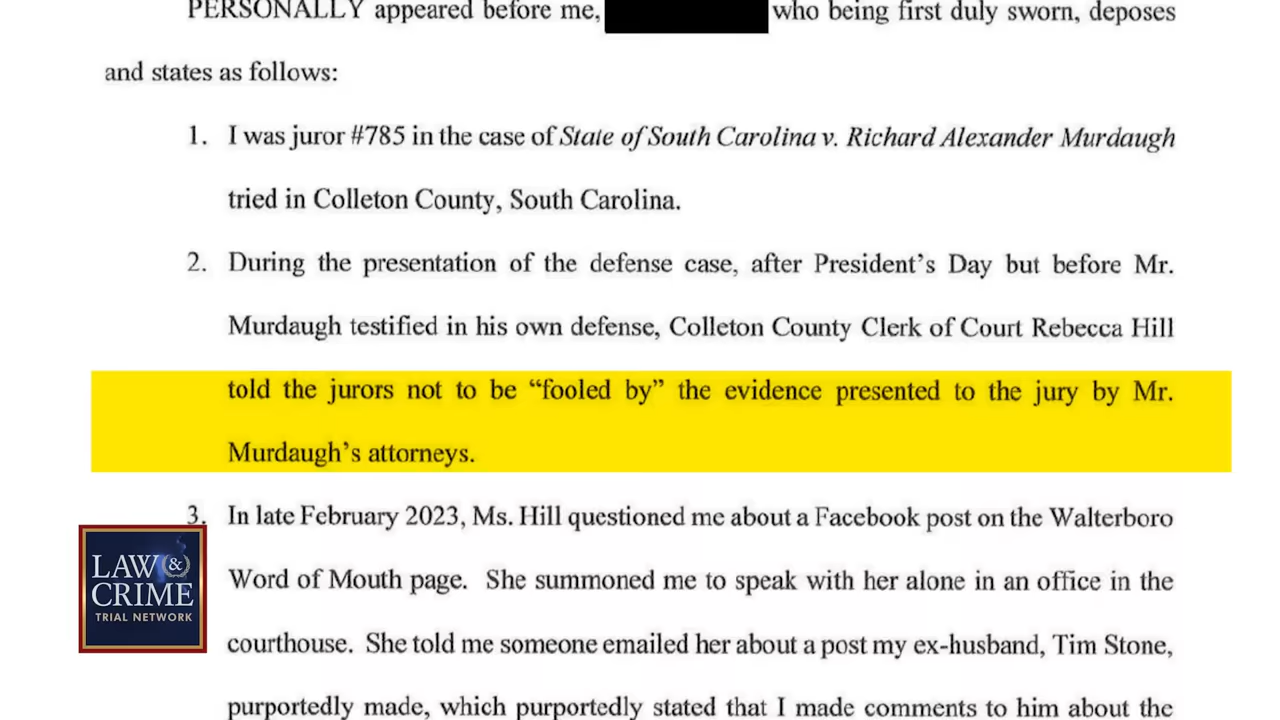 PERSONALLY appeared before me, who being first duly sworn, deposes
and states as follows:
1. I was juror #785 in the case of State of South Carolina v. Richard Alexander Murdaugh
tried in Colleton County, South Carolina.
2. During the presentation of the defense case, after President’s Day but before Mr.
Murdaugh testified in his own defense, Colleton County Clerk of Court Rebecca Hill
told the jurors not to be “fooled by” the evidence presented to the jury by Mr.
Murdaugh’s attorneys.
3. In late February 2023, Ms. Hill questioned me about a Facebook post on the Walterboro
Word of Mouth page. She summoned me to speak with her alone in an office in the
courthouse. She told me someone emailed her about a post my ex-husband, Tim Stone,
purportedly made, which purportedly stated that I made comments to him about the
LAW &
CRIME
TRIAL NETWORK